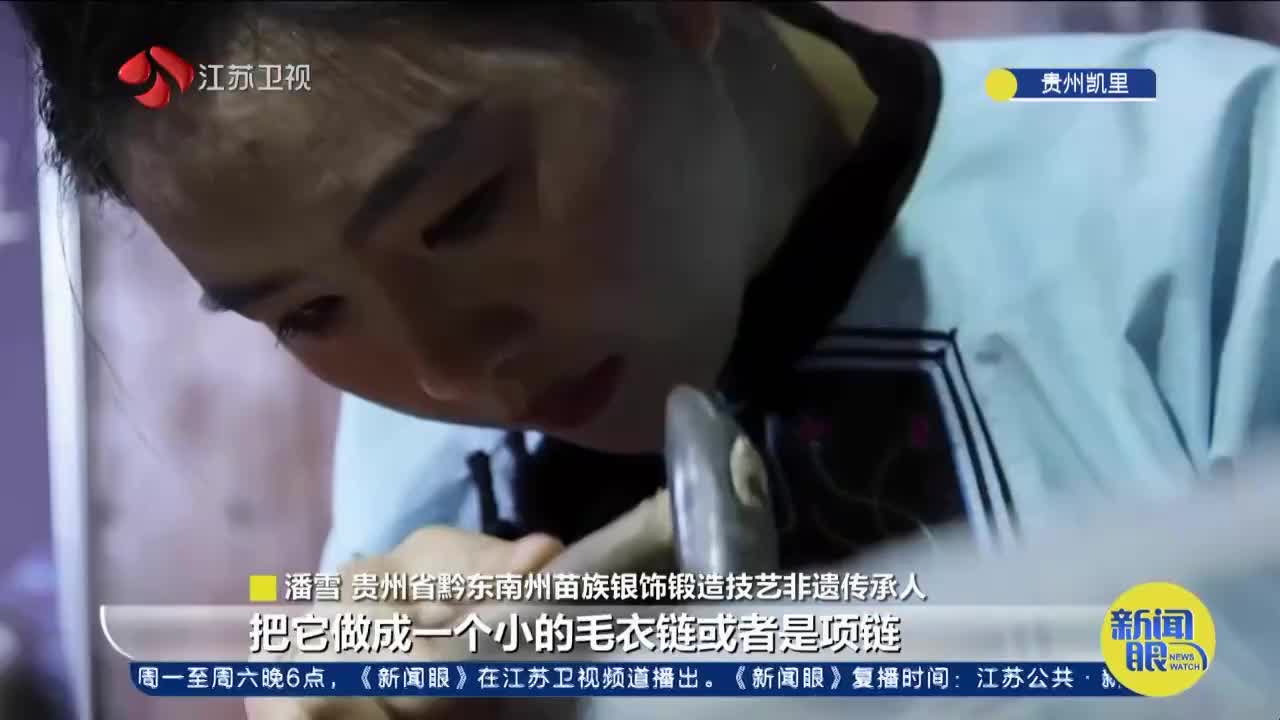 江苏卫视
贵州凯里
潘雪 贵州省黔东南州苗族银饰锻造技艺非遗传承人
把它做成一个小的毛衣链或者是项链
新闻眼
NEWS WATCH
周一至周六晚6点，《新闻眼》在江苏卫视频道播出。《新闻眼》复播时间：江苏公共·